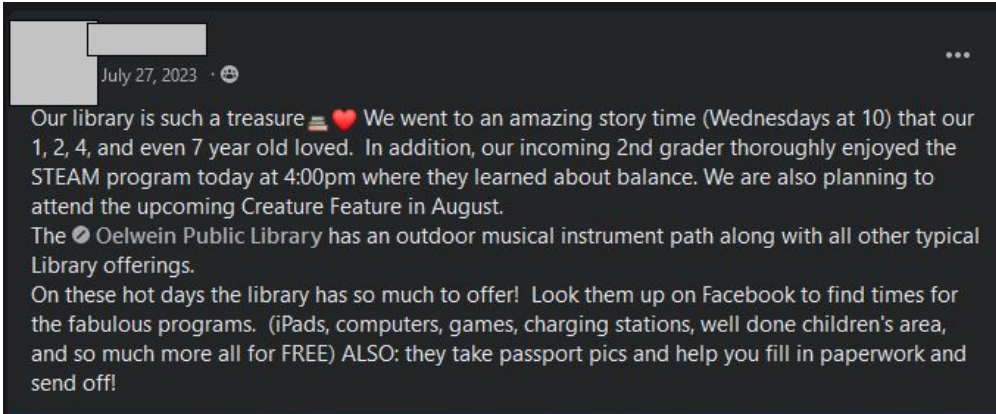 July 27, 2023 ·
Our library is such a treasure📚❤️ We went to an amazing story time (Wednesdays at 10) that our
1, 2, 4, and even 7 year old loved.  In addition, our incoming 2nd grader thoroughly enjoyed the
STEAM program today at 4:00pm where they learned about balance. We are also planning to
attend the upcoming Creature Feature in August.
The Oelwein Public Library has an outdoor musical instrument path along with all other typical
Library offerings.
On these hot days the library has so much to offer!  Look them up on Facebook to find times for
the fabulous programs.  (iPads, computers, games, charging stations, well done children's area,
and so much more all for FREE) ALSO: they take passport pics and help you fill in paperwork and
send off!